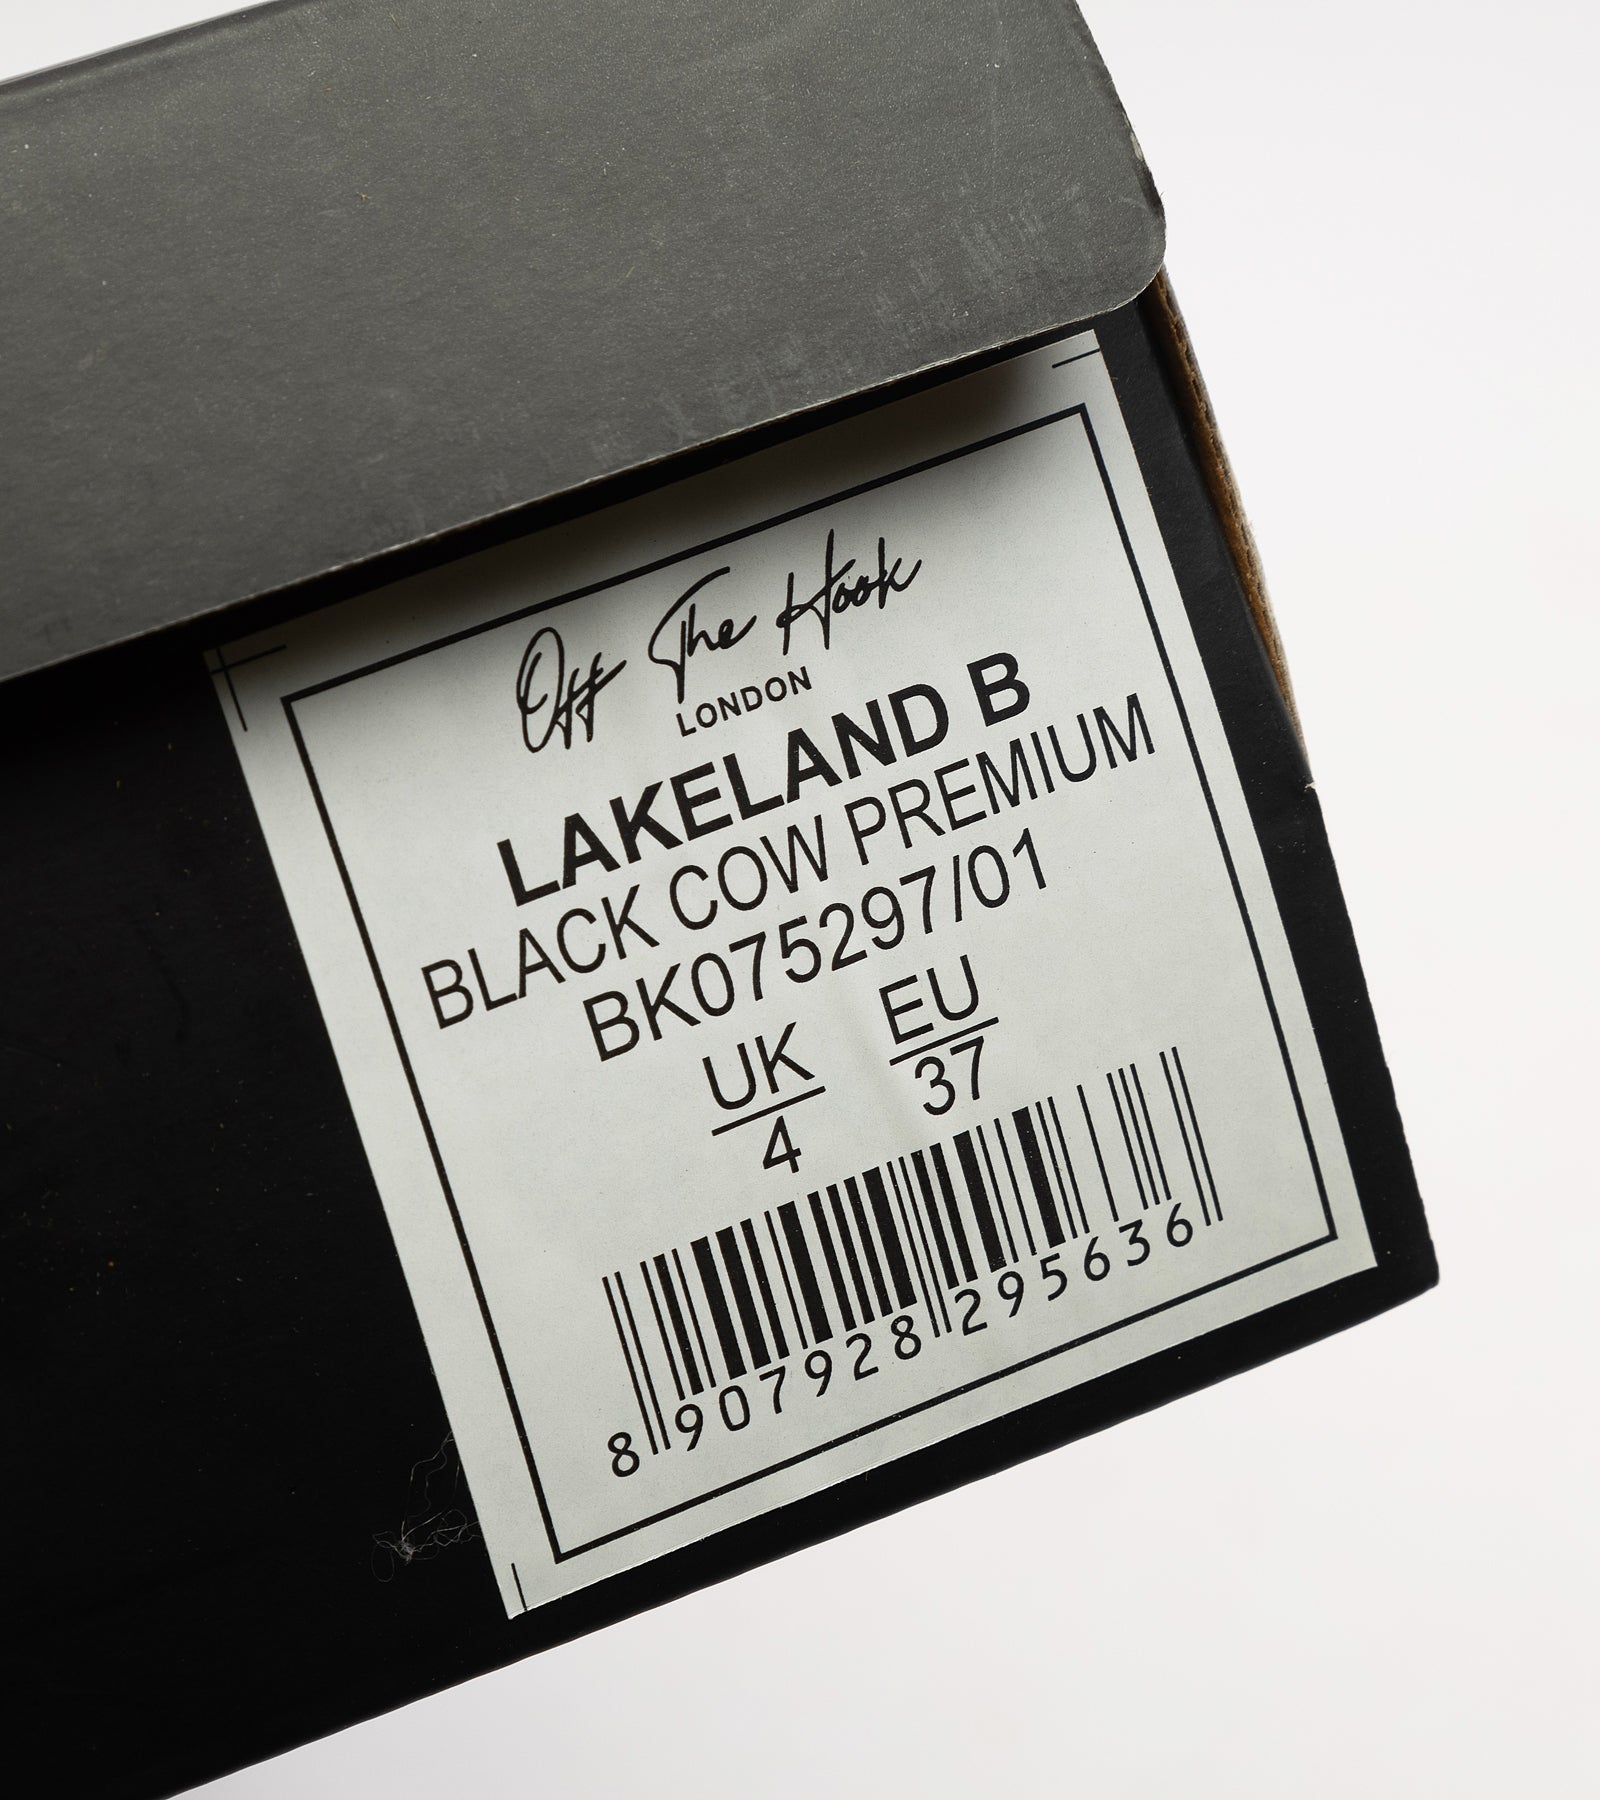 Off The Hook
LONDON
LAKELAND B
BLACK COW PREMIUM
BK075297/01
UK EU
4 37
8 907928 295636